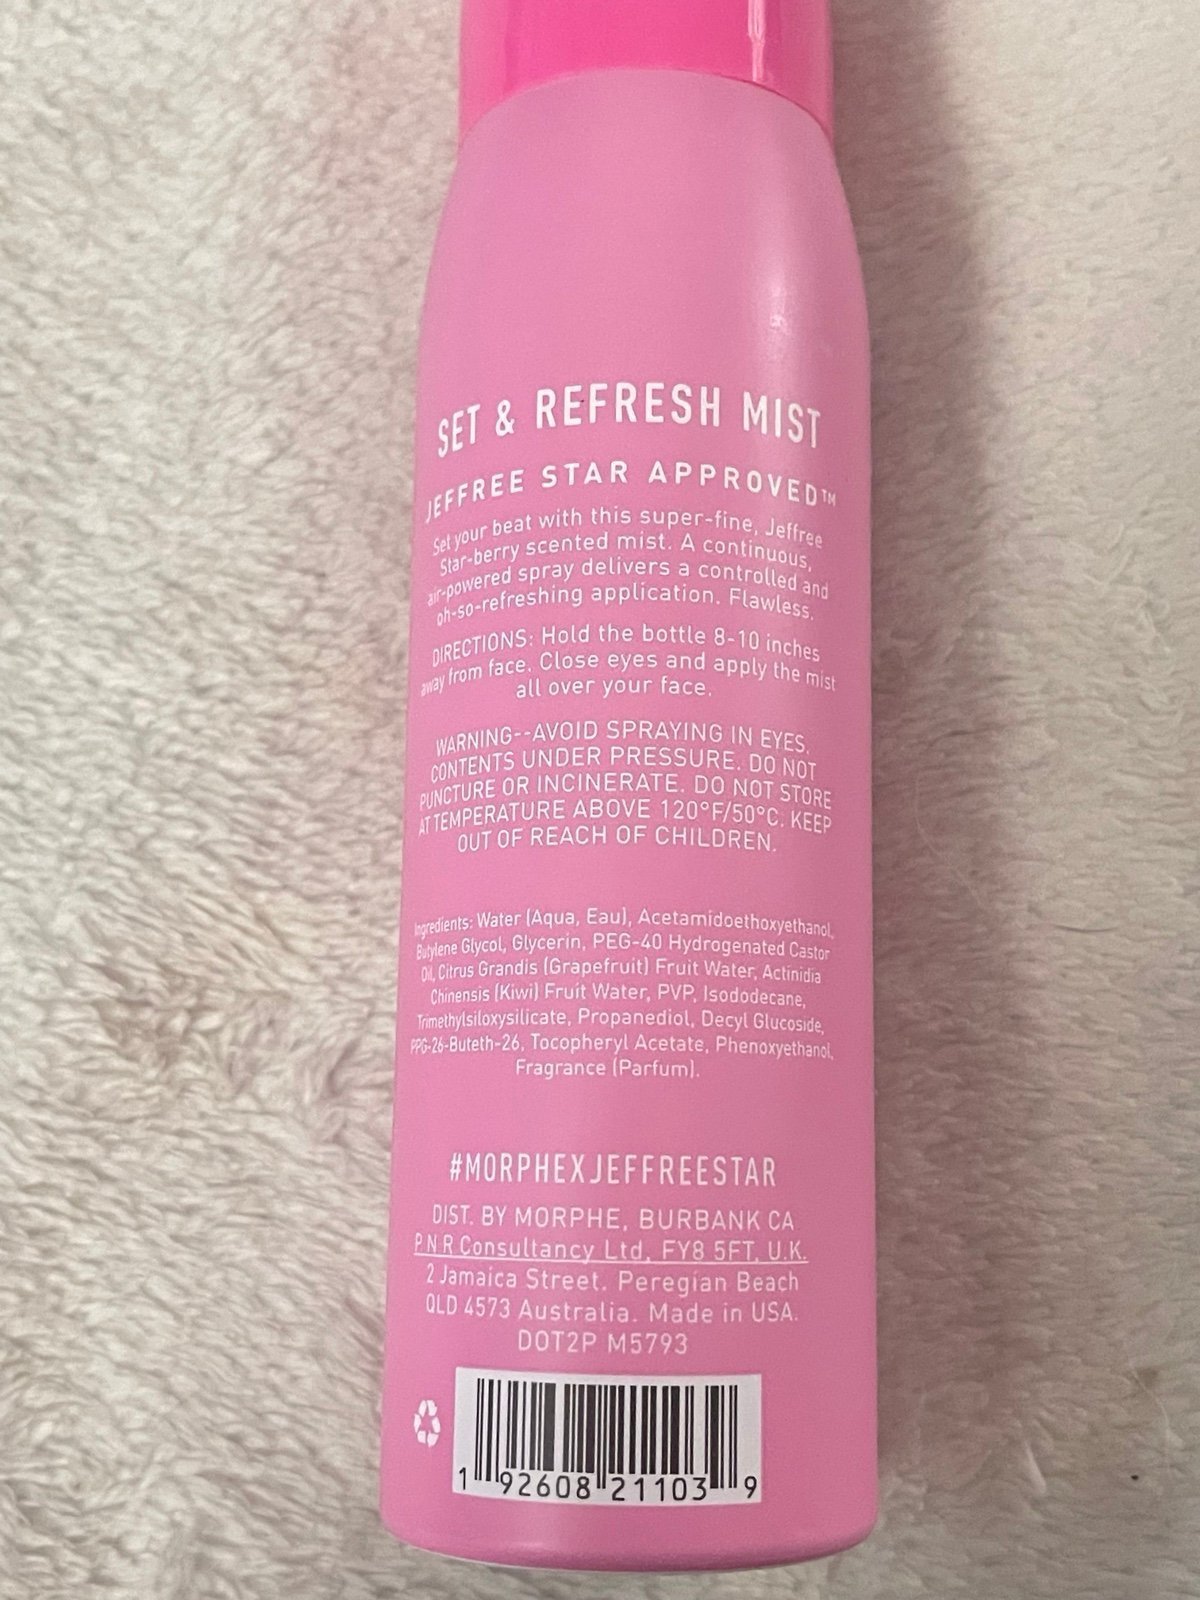 SET & REFRESH MIST
JEFFREE STAR APPROVED™
Set your beat with this super-fine, Jeffree
Star-berry scented mist. A continuous,
air-powered spray delivers a controlled and
oh-so-refreshing application. Flawless.
DIRECTIONS: Hold the bottle 8-10 inches
away from face. Close eyes and apply the mist
all over your face.
WARNING--AVOID SPRAYING IN EYES.
CONTENTS UNDER PRESSURE. DO NOT
PUNCTURE OR INCINERATE. DO NOT STORE
AT TEMPERATURE ABOVE 120°F/50°C. KEEP
OUT OF REACH OF CHILDREN.
Ingredients: Water (Aqua, Eau), Acetamidoethoxyethanol,
Butylene Glycol, Glycerin, PEG-40 Hydrogenated Castor
Oil, Citrus Grandis (Grapefruit) Fruit Water, Actinidia
Chinensis (Kiwi) Fruit Water, PVP, Isododecane,
Trimethylsiloxysilicate, Propanediol, Decyl Glucoside,
PPG-26-Buteth-26, Tocopheryl Acetate, Phenoxyethanol,
Fragrance (Parfum).
#MORPHEXJEFFREESTAR
DIST. BY MORPHE, BURBANK CA
P N R Consultancy Ltd, FY8 5FT, U.K.
2 Jamaica Street. Peregian Beach
QLD 4573 Australia. Made in USA.
DOT2P M5793
1 92608 21103 9